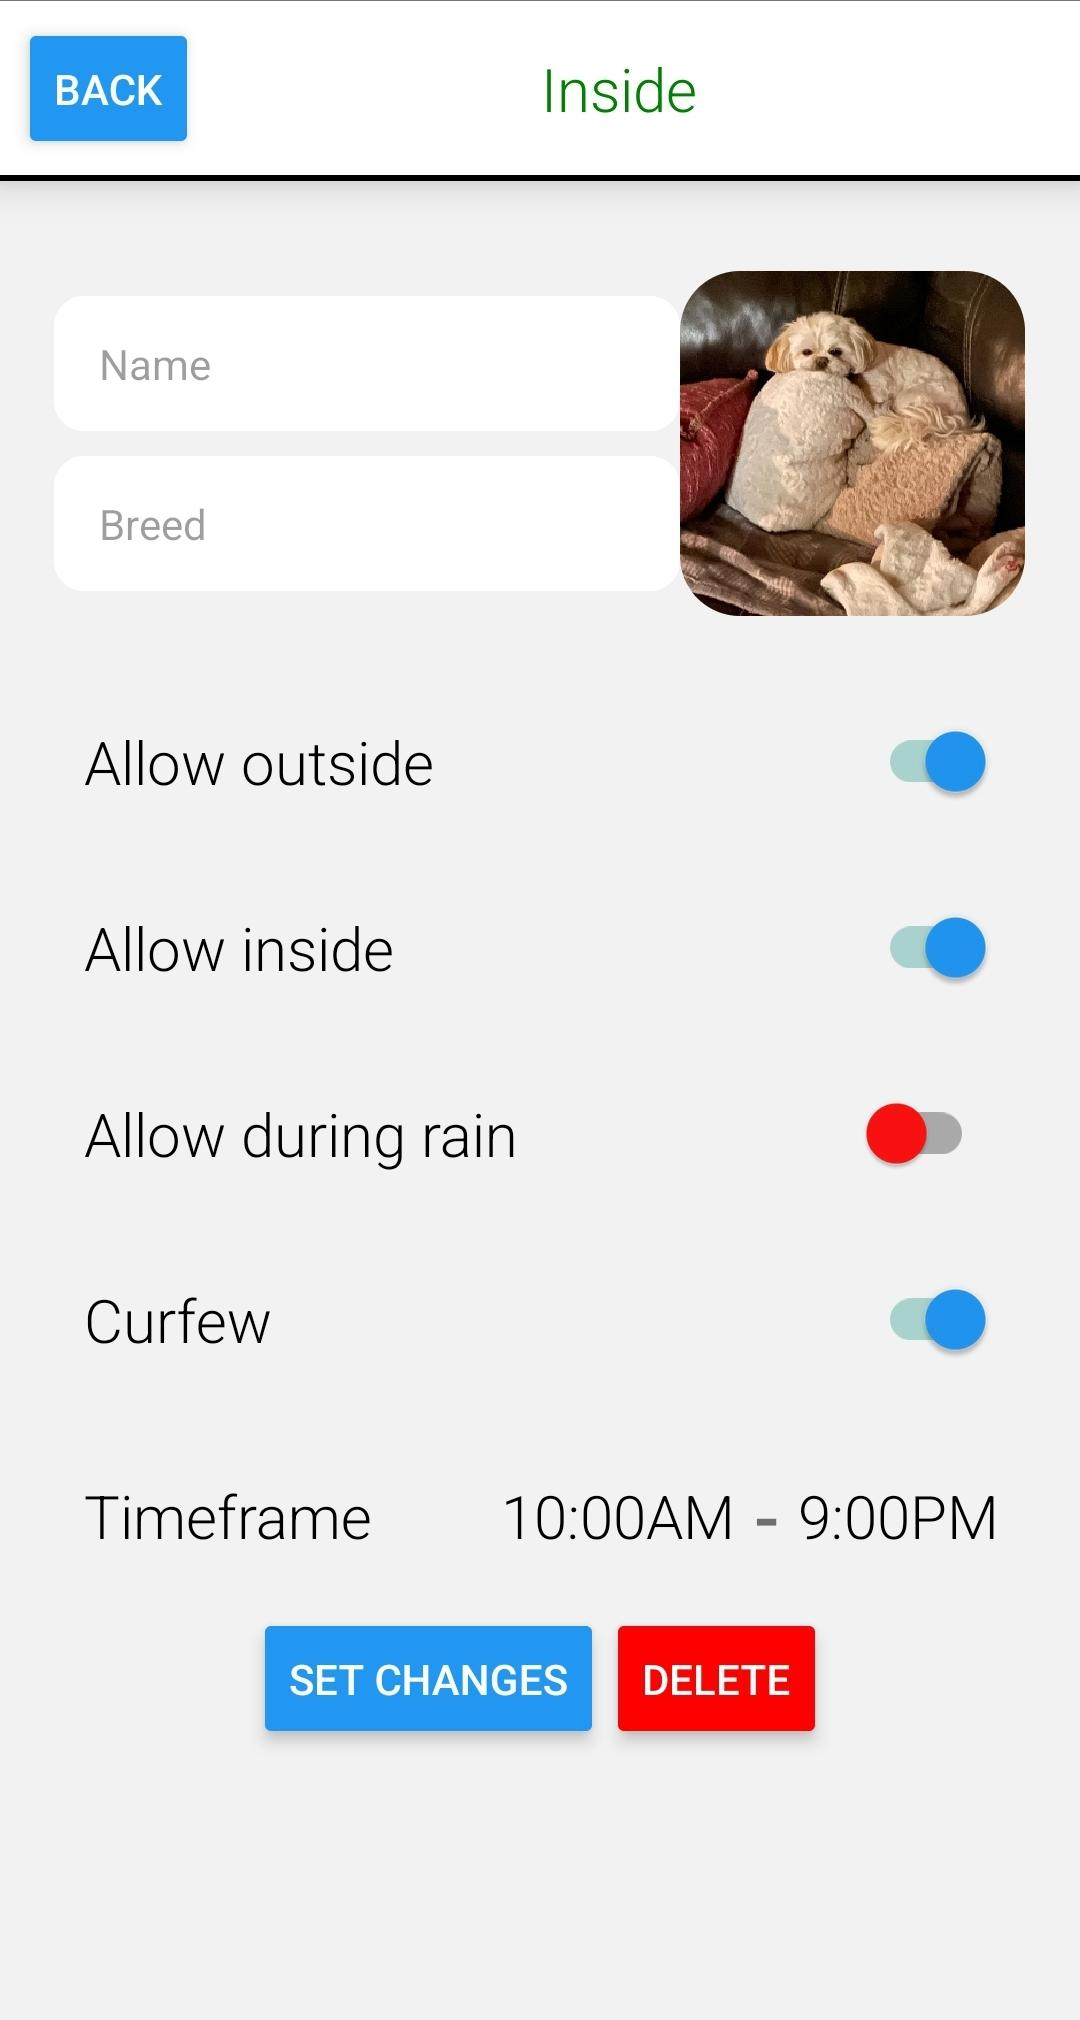 BACK
Inside
Name
Breed
Allow outside
Allow inside
Allow during rain
Curfew
Timeframe 10:00AM - 9:00PM
SET CHANGES DELETE